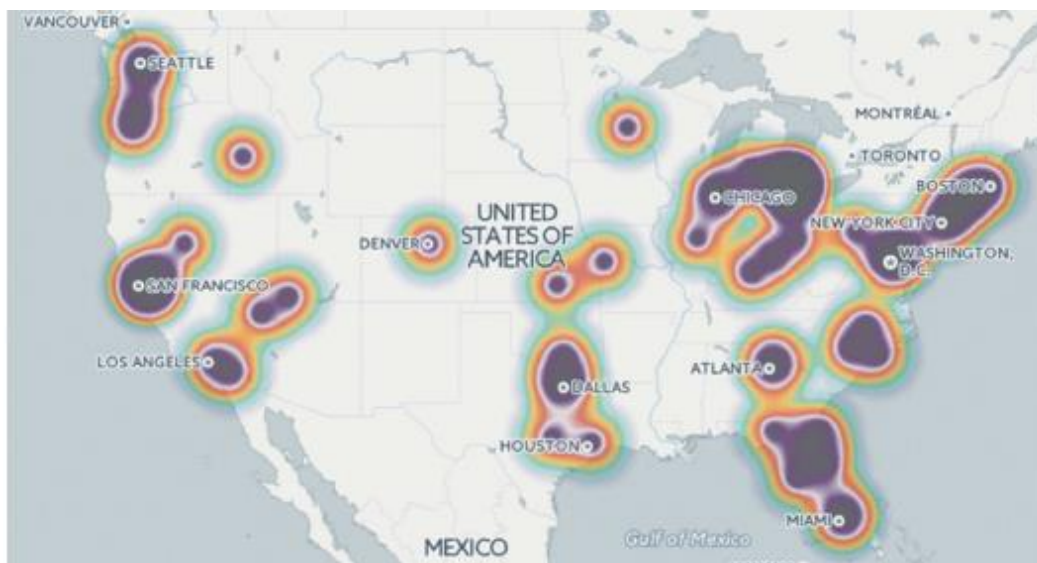 VANCOUVER
SEATTLE
MONTRÉAL
TORONTO
BOSTON
CHICAGO
NEW YORK CITY
UNITED
STATES OF
AMERICA
DENVER
WASHINGTON,
D.C.
SAN FRANCISCO
LOS ANGELES
ATLANTA
DALLAS
HOUSTON
MIAMI
Gulf of Mexico
MEXICO